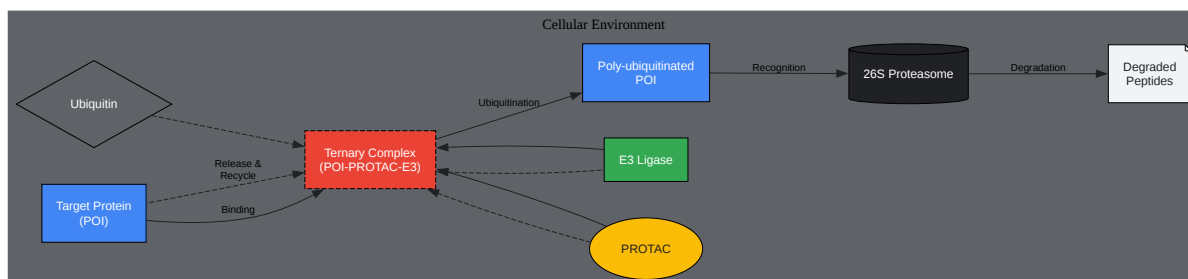 Cellular Environment
Ubiquitin
Target Protein
(POI)
Release &
Recycle
Binding
Ternary Complex
(POI-PROTAC-E3)
Ubiquitination
Poly-ubiquitinated
POI
E3 Ligase
PROTAC
Recognition
26S Proteasome
Degradation
Degraded
Peptides